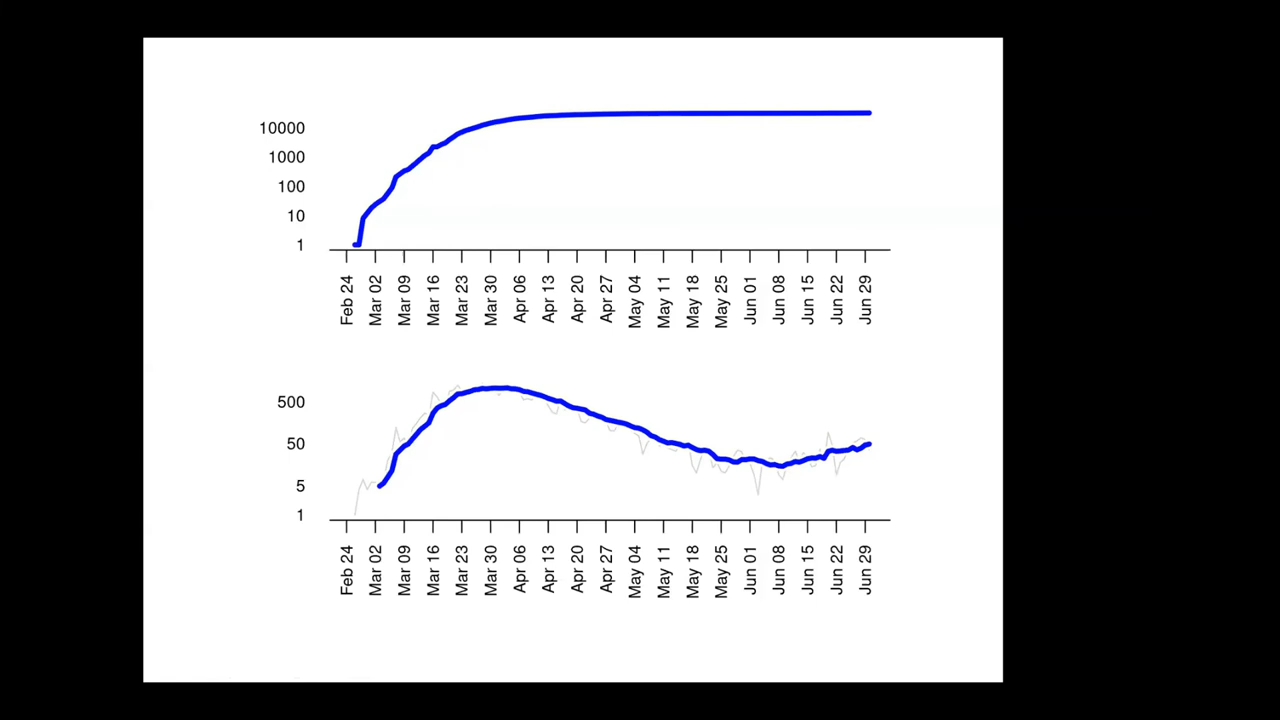 10000
1000
100
10
1
Feb 24
Mar 02
Mar 09
Mar 16
Mar 23
Mar 30
Apr 06
Apr 13
Apr 20
Apr 27
May 04
May 11
May 18
May 25
Jun 01
Jun 08
Jun 15
Jun 22
Jun 29
500
50
5
1
Feb 24
Mar 02
Mar 09
Mar 16
Mar 23
Mar 30
Apr 06
Apr 13
Apr 20
Apr 27
May 04
May 11
May 18
May 25
Jun 01
Jun 08
Jun 15
Jun 22
Jun 29